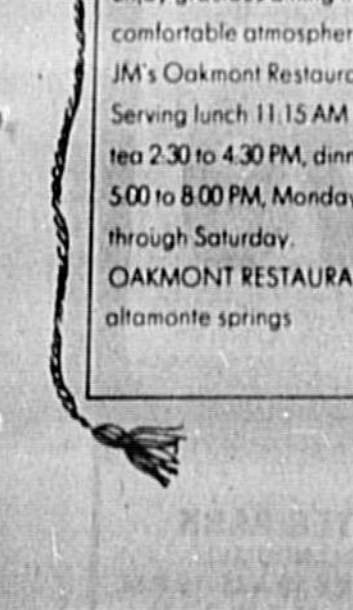 comfortable atmospher
JM's Oakmont Restaura
Serving lunch 11:15 AM
tea 2:30 to 4:30 PM, dinn
5:00 to 8:00 PM, Monday
through Saturday.
OAKMONT RESTAURA
altamonte springs